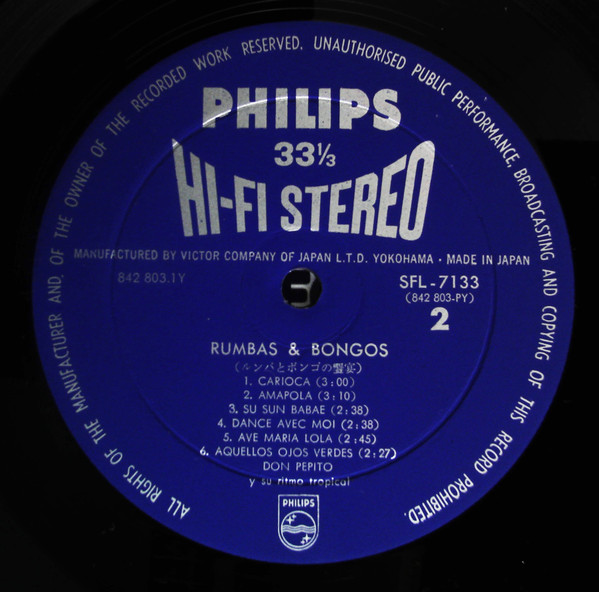 ALL RIGHTS OF THE MANUFACTURER AND, OF THE OWNER OF THE RECORDED WORK RESERVED. UNAUTHORISED PUBLIC PERFORMANCE, BROADCASTING AND COPYING OF THIS RECORD PROHIBITED.
PHILIPS
33⅓
HI-FI STEREO
MANUFACTURED BY VICTOR COMPANY OF JAPAN L.T.D. YOKOHAMA · MADE IN JAPAN
842 803.1Y SFL-7133
(842 803-PY)
2
RUMBAS & BONGOS
(ルンバとボンゴの饗宴)
1. CARIOCA (3:00)
2. AMAPOLA (3:10)
3. SU SUN BABAE (2:38)
4. DANCE AVEC MOI (2:38)
5. AVE MARIA LOLA (2:45)
6. AQUELLOS OJOS VERDES (2:27)
DON PEPITO
y su ritmo tropical
PHILIPS